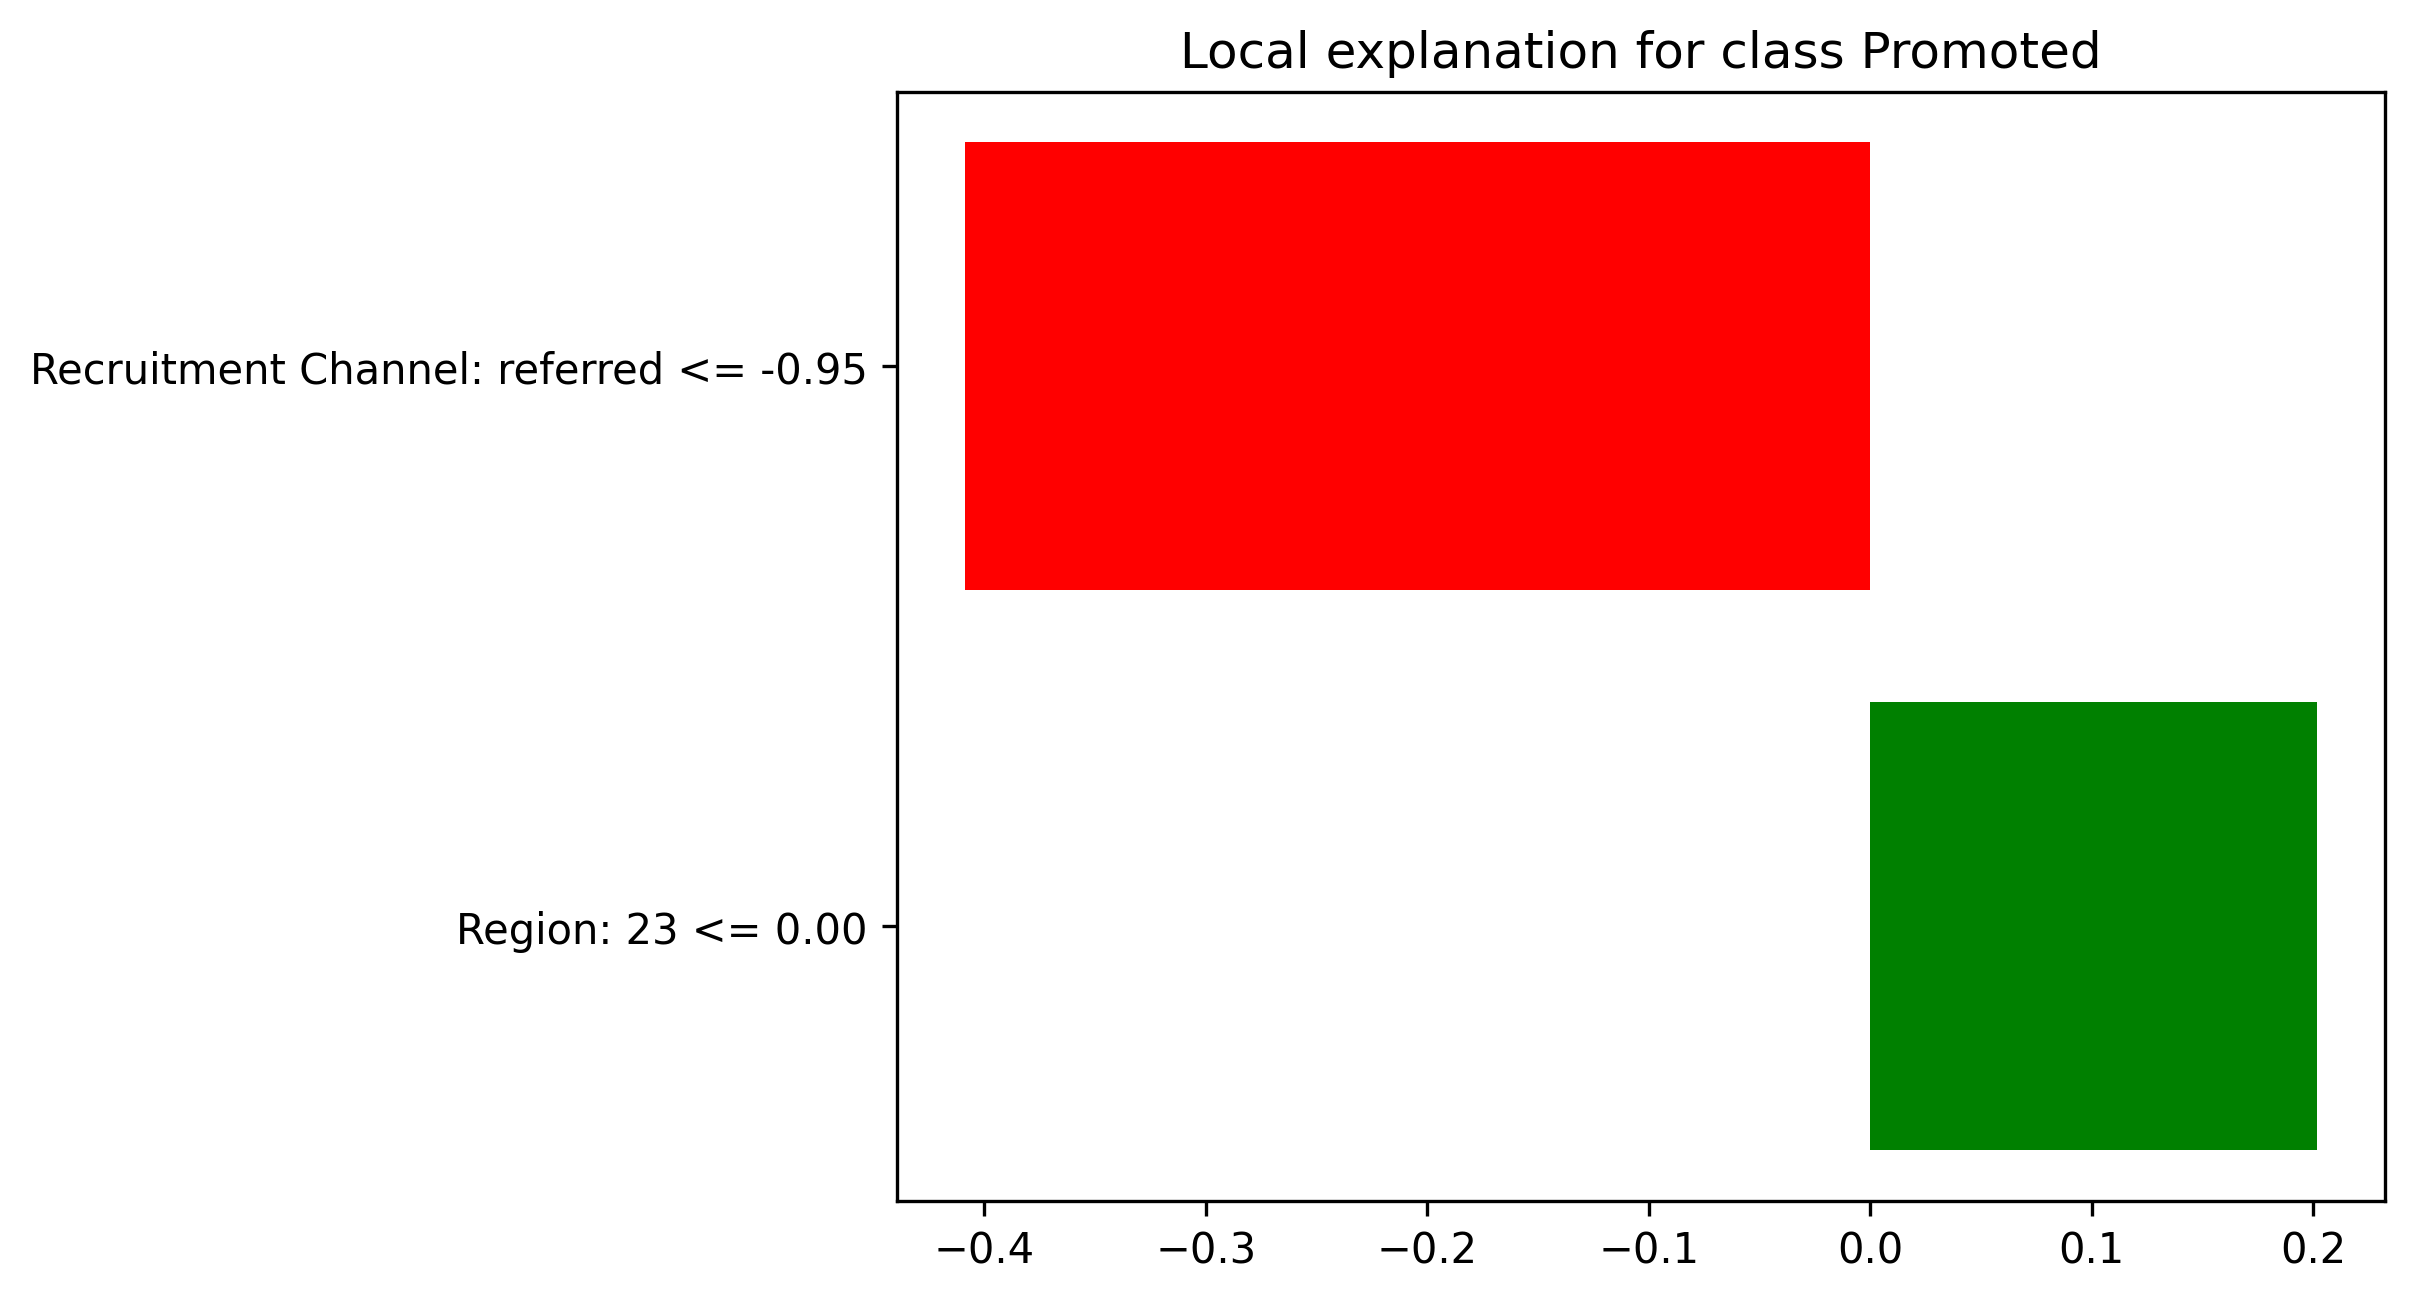 Local explanation for class Promoted
Recruitment Channel: referred <= -0.95
Region: 23 <= 0.00
−0.4 −0.3 −0.2 −0.1 0.0 0.1 0.2